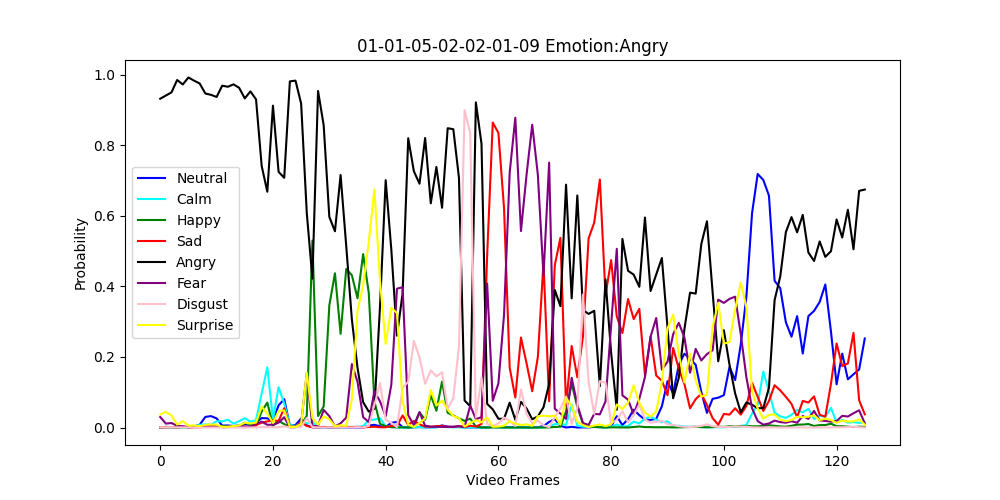 01-01-05-02-02-01-09 Emotion:Angry
1.0
0.8
0.6
0.4
0.2
0.0
Probability
Neutral
Calm
Happy
Sad
Angry
Fear
Disgust
Surprise
0 20 40 60 80 100 120
Video Frames